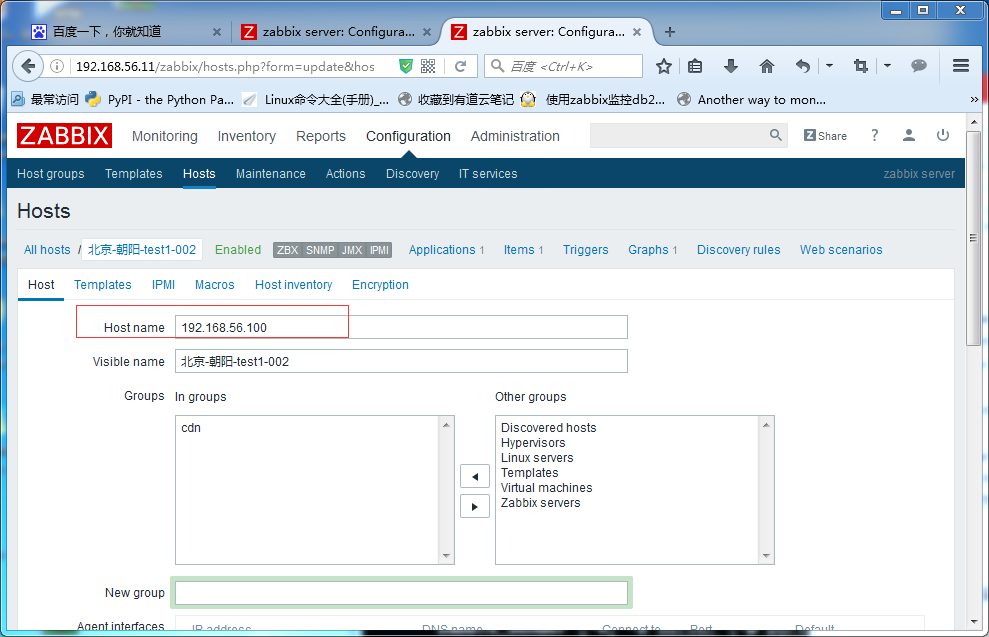 百度一下，你就知道
zabbix server: Configura...
zabbix server: Configura...
192.168.56.11/zabbix/hosts.php?form=update&hos
百度 <Ctrl+K>
最常访问
PyPI - the Python Pa...
Linux命令大全(手册)_...
收藏到有道云笔记
使用zabbix监控db2...
Another way to mon...
ZABBIX
Monitoring
Inventory
Reports
Configuration
Administration
Z Share
?
Host groups
Templates
Hosts
Maintenance
Actions
Discovery
IT services
zabbix server
Hosts
All hosts / 北京-朝阳-test1-002
Enabled
ZBX SNMP JMX IPMI
Applications 1
Items 1
Triggers
Graphs 1
Discovery rules
Web scenarios
Host
Templates
IPMI
Macros
Host inventory
Encryption
Host name
192.168.56.100
Visible name
北京-朝阳-test1-002
Groups
In groups
Other groups
cdn
Discovered hosts
Hypervisors
Linux servers
Templates
Virtual machines
Zabbix servers
New group
Agent interfaces
IP address
DNS name
Connect to
Port
Default